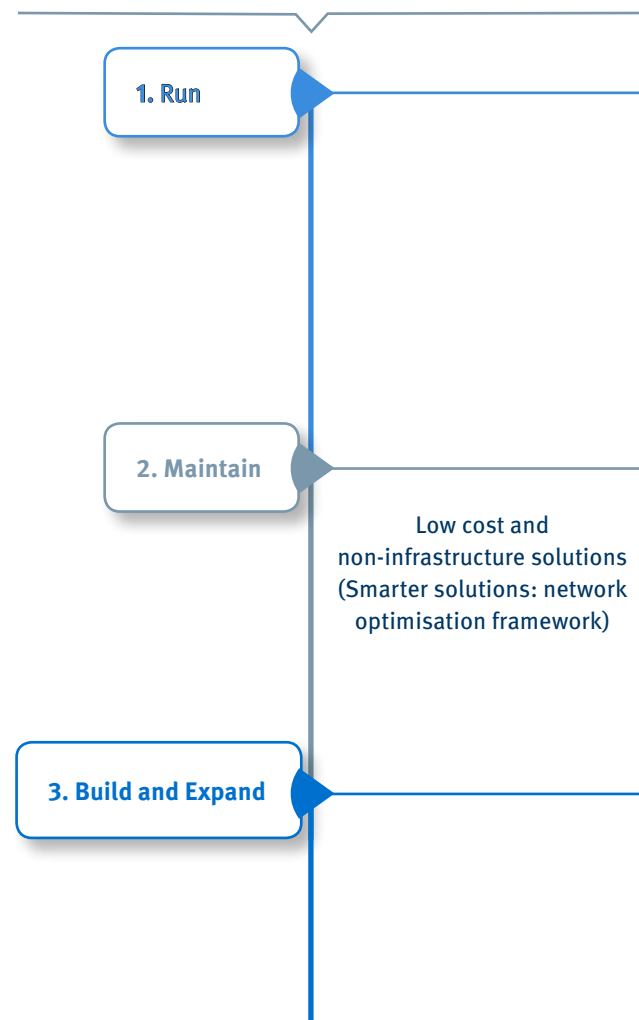 1. Run
2. Maintain
Low cost and
non-infrastructure solutions
(Smarter solutions: network
optimisation framework)
3. Build and Expand